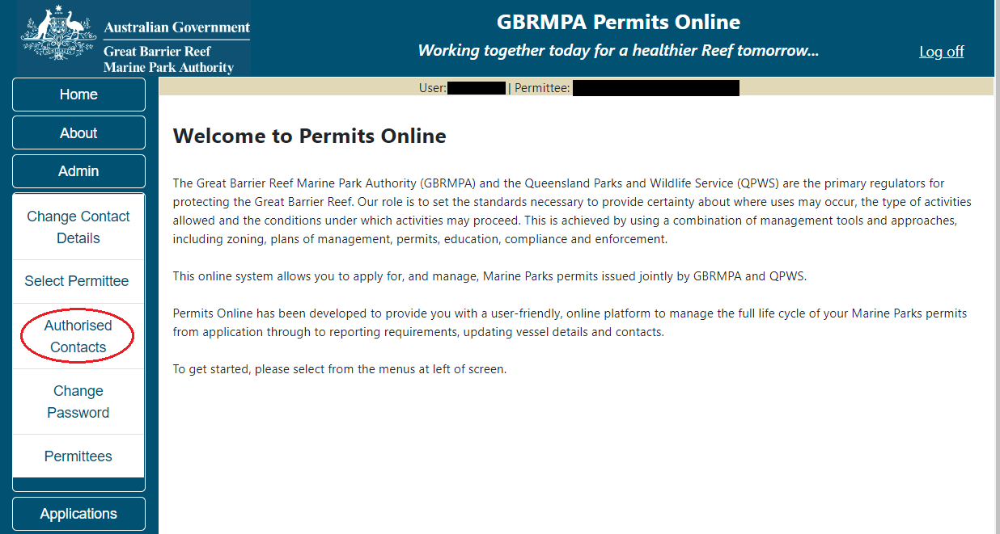 Australian Government
Great Barrier Reef
Marine Park Authority
GBRMPA Permits Online
Working together today for a healthier Reef tomorrow...
Log off
User: | Permittee:
Home
About
Admin
Change Contact
Details
Select Permittee
Authorised
Contacts
Change
Password
Permittees
Applications
Welcome to Permits Online
The Great Barrier Reef Marine Park Authority (GBRMPA) and the Queensland Parks and Wildlife Service (QPWS) are the primary regulators for
protecting the Great Barrier Reef. Our role is to set the standards necessary to provide certainty about where uses may occur, the type of activities
allowed and the conditions under which activities may proceed. This is achieved by using a combination of management tools and approaches,
including zoning, plans of management, permits, education, compliance and enforcement.
This online system allows you to apply for, and manage, Marine Parks permits issued jointly by GBRMPA and QPWS.
Permits Online has been developed to provide you with a user-friendly, online platform to manage the full life cycle of your Marine Parks permits
from application through to reporting requirements, updating vessel details and contacts.
To get started, please select from the menus at left of screen.